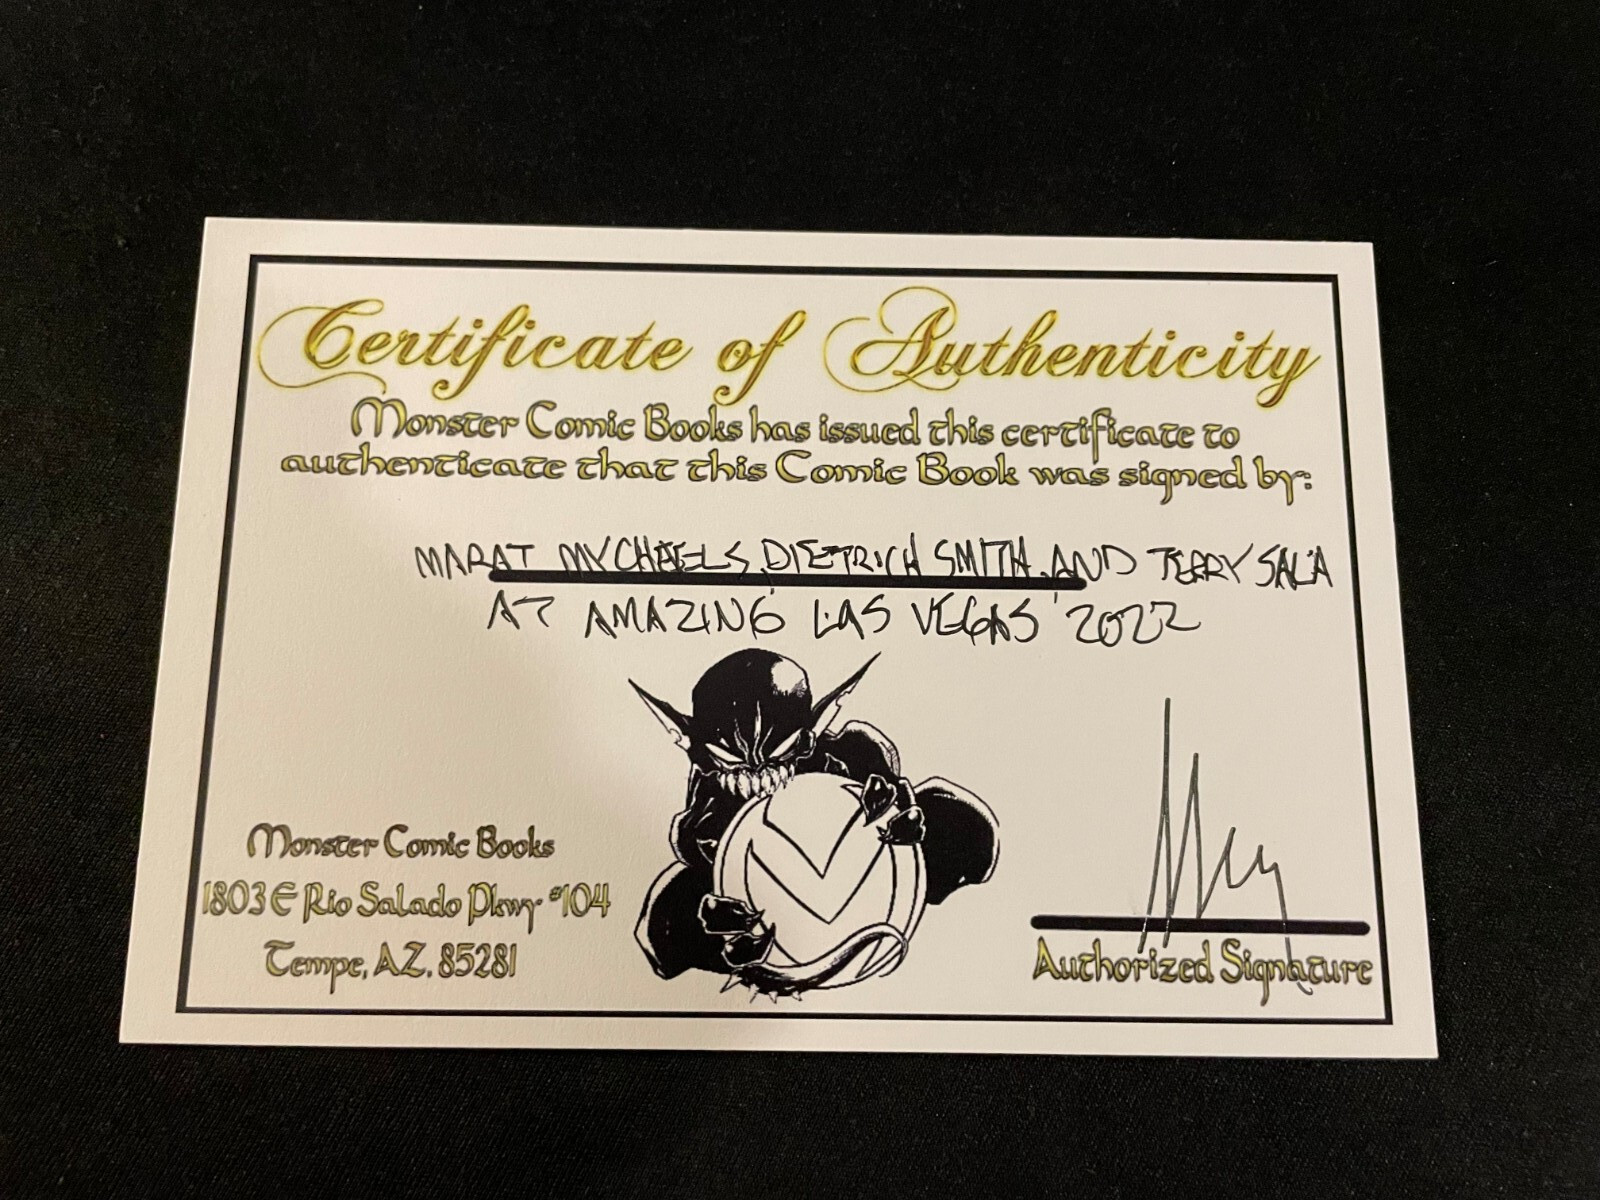 Certificate of Authenticity
Monster Comic Books has issued this certificate to
authenticate that this Comic Book was signed by:
MARAT MYCHAELS, DIETRICH SMITH, AND TERRY SALA
AT AMAZING LAS VEGAS 2022
Monster Comic Books
1803 E Rio Salado Pkwy #104
Tempe, AZ, 85281
Authorized Signature